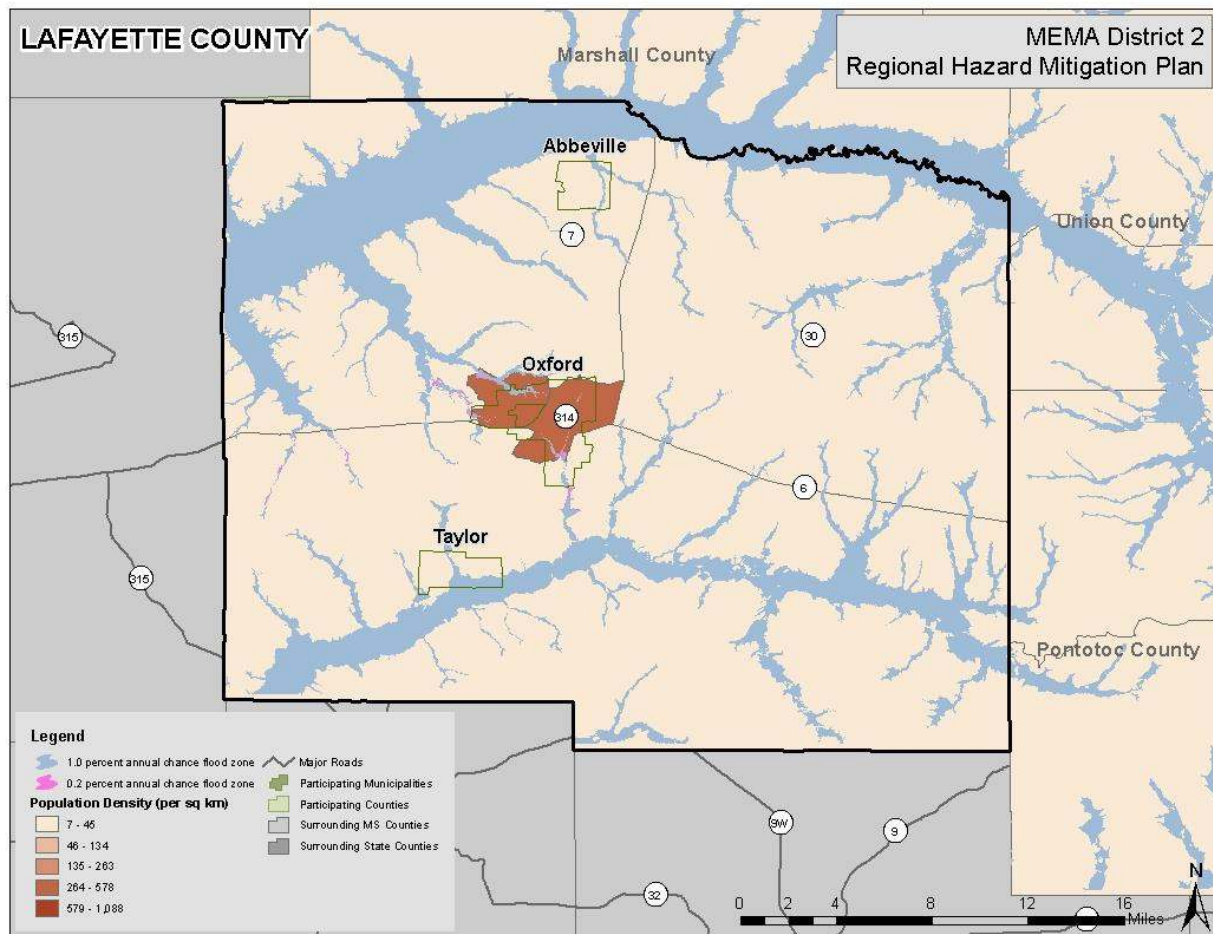 LAFAYETTE COUNTY
MEMA District 2
Regional Hazard Mitigation Plan
Marshall County
Abbeville
7
Union County
315
30
Oxford
314
6
Taylor
315
Pontotoc County
Legend
1.0 percent annual chance flood zone
0.2 percent annual chance flood zone
Population Density (per sq km)
7 - 45
46 - 134
135 - 263
264 - 578
579 - 1,088
Major Roads
Participating Municipalities
Participating Counties
Surrounding MS Counties
Surrounding State Counties
9W
9
32
N
0 2 4 8 12 16
Miles